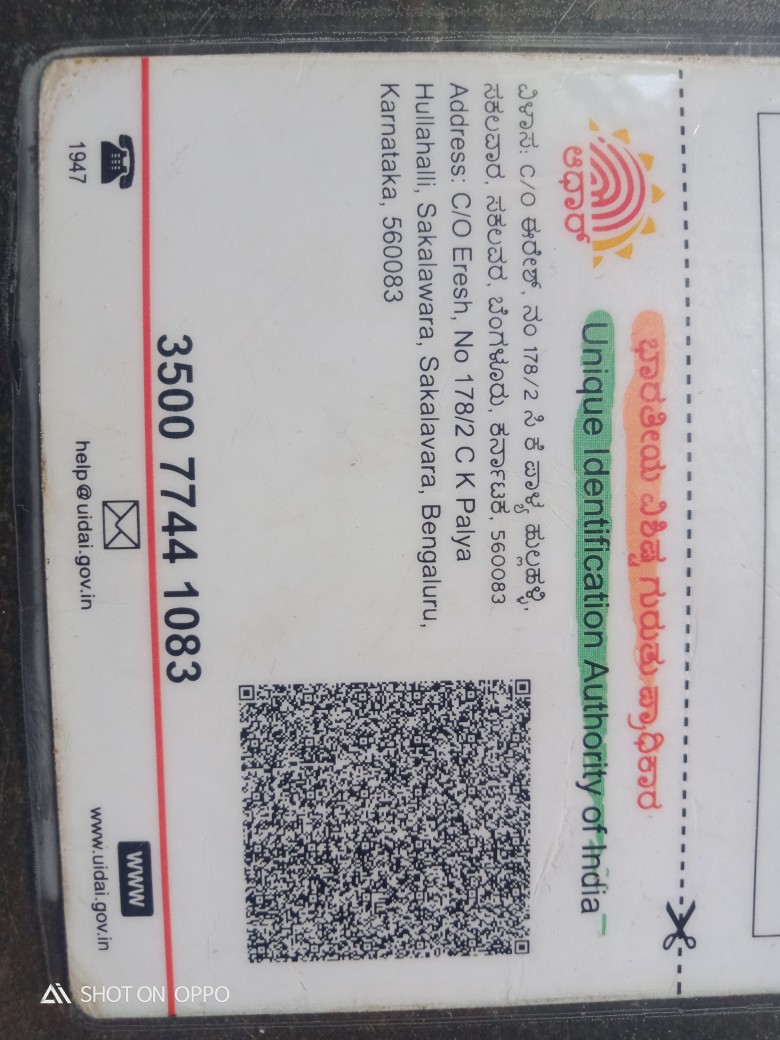 ಭಾರತೀಯ ವಿಶಿಷ್ಟ ಗುರುತು ಪ್ರಾಧಿಕಾರ
Unique Identification Authority of India
ಆಧಾರ್
ವಿಳಾಸ: C/O ಈರೇಶ್, ನಂ 178/2 ಸಿ ಕೆ ಪಾಳ್ಯ, ಹುಲ್ಲಹಳ್ಳಿ,
ಸಕಲವಾರ, ಸಕಲವರ, ಬೆಂಗಳೂರು, ಕರ್ನಾಟಕ, 560083
Address: C/O Eresh, No 178/2 C K Palya
Hullahalli, Sakalawara, Sakalavara, Bengaluru,
Karnataka, 560083
3500 7744 1083
1947
help@uidai.gov.in
www
www.uidai.gov.in
SHOT ON OPPO